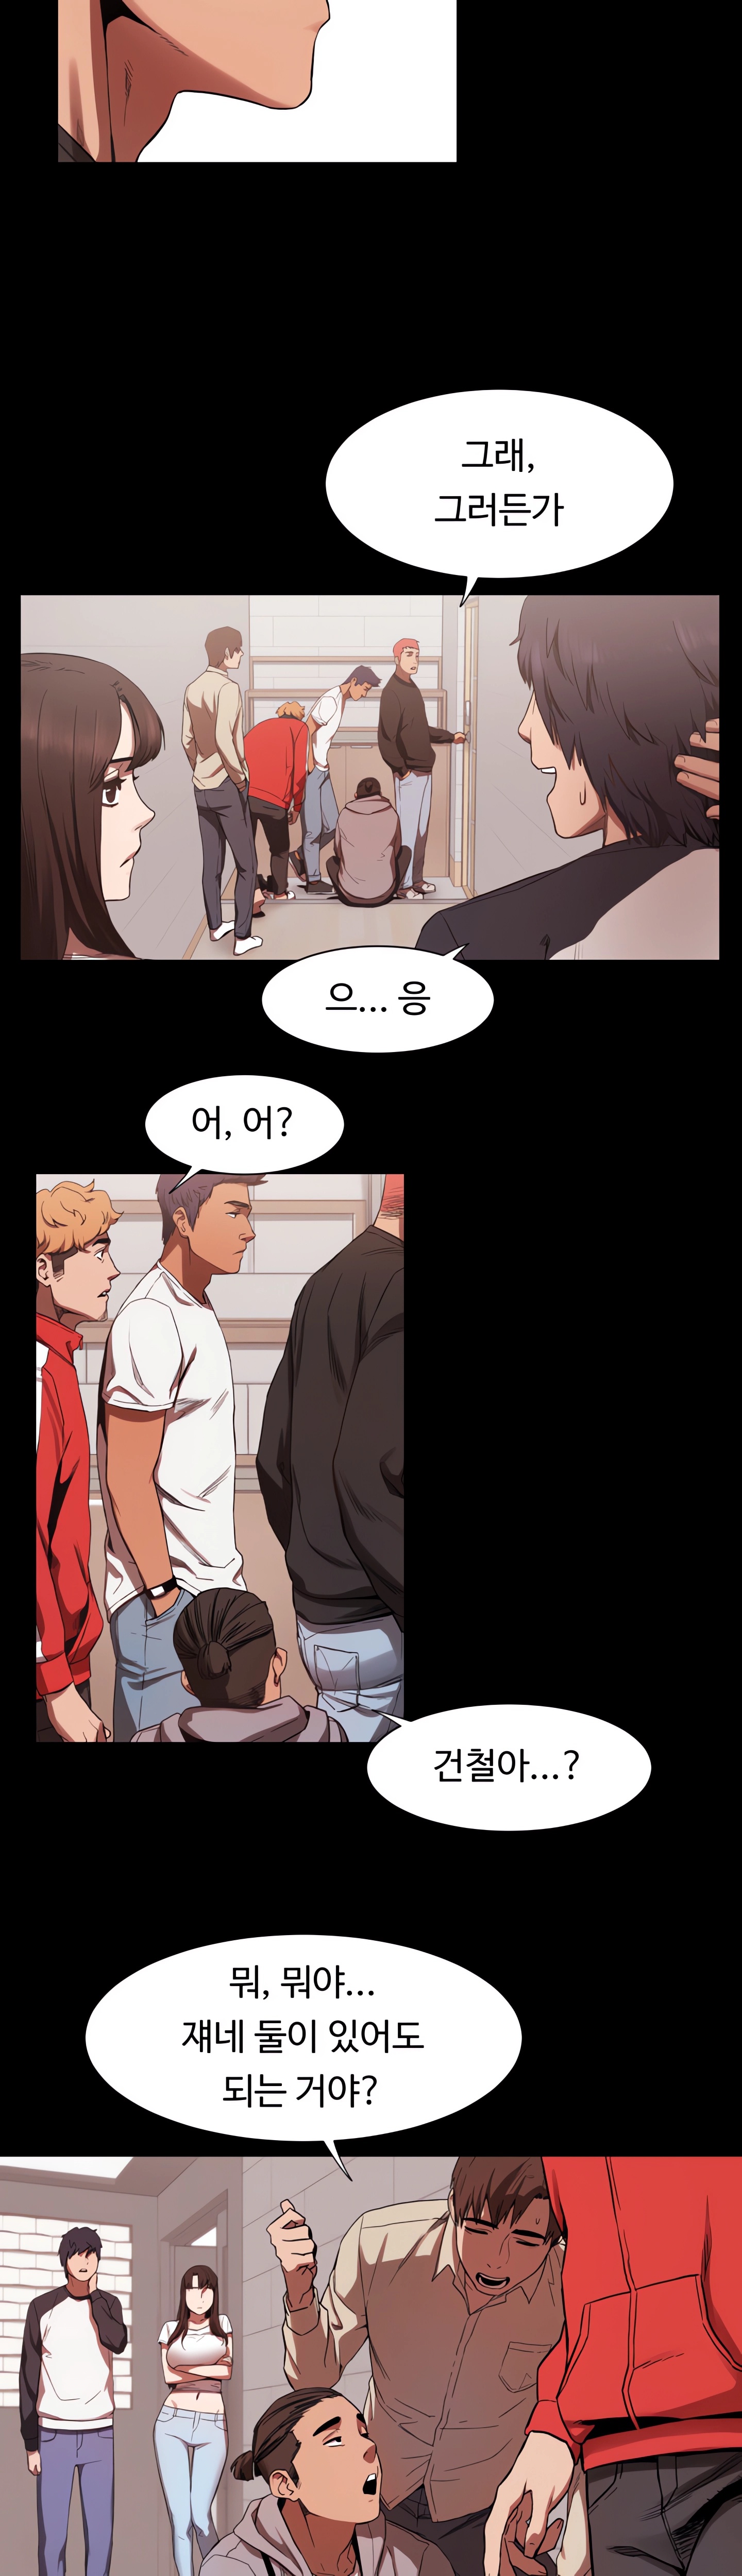 그래,
그러든가
으... 응
어, 어?
건철아...?
뭐, 뭐야...
쟤네 둘이 있어도
되는 거야?